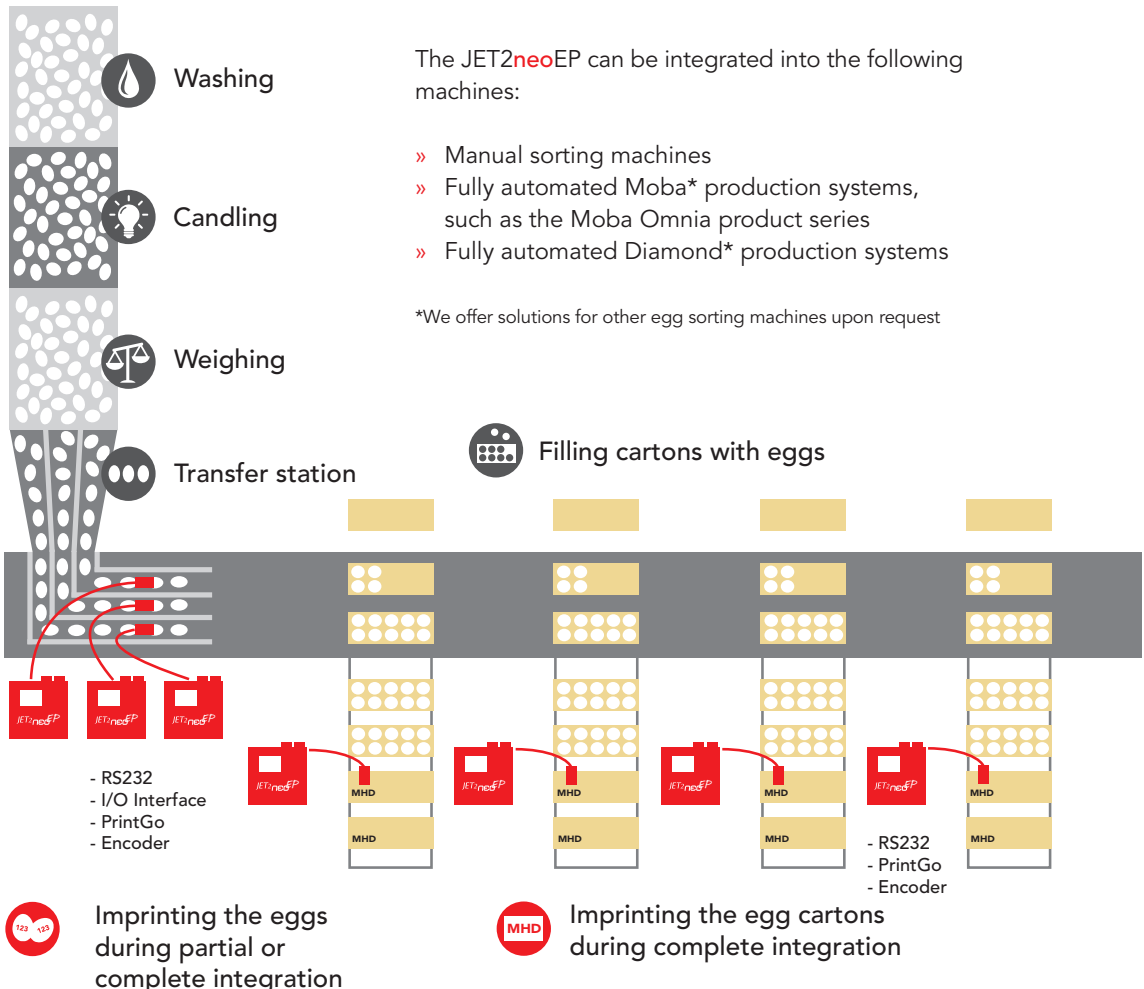 Washing
The JET2neoEP can be integrated into the following
machines:
» Manual sorting machines
» Fully automated Moba* production systems,
such as the Moba Omnia product series
» Fully automated Diamond* production systems
*We offer solutions for other egg sorting machines upon request
Candling
Weighing
Transfer station
Filling cartons with eggs
JET2neoEP
JET2neoEP
JET2neoEP
- RS232
- I/O Interface
- PrintGo
- Encoder
JET2neoEP
MHD
MHD
JET2neoEP
MHD
MHD
JET2neoEP
MHD
MHD
JET2neoEP
MHD
MHD
- RS232
- PrintGo
- Encoder
123 123
Imprinting the eggs
during partial or
complete integration
MHD
Imprinting the egg cartons
during complete integration